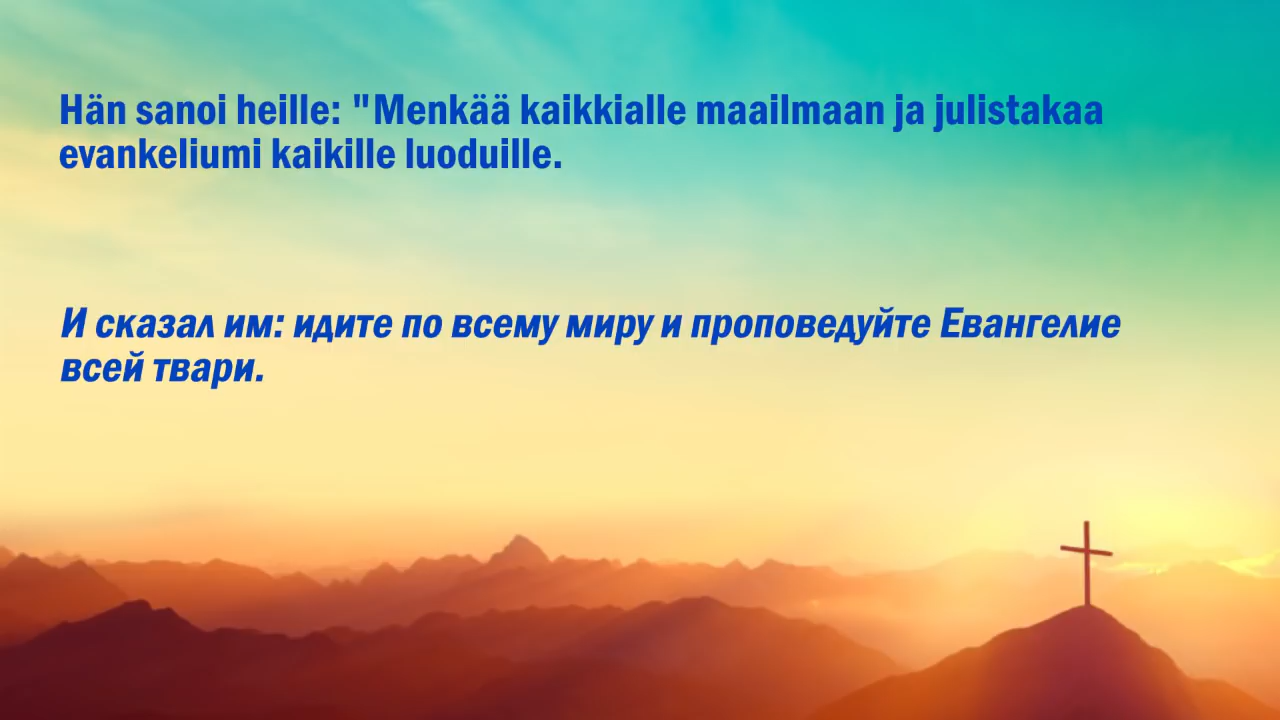 Hän sanoi heille: "Menkää kaikkialle maailmaan ja julistakaa
evankeliumi kaikille luoduille.
И сказал им: идите по всему миру и проповедуйте Евангелие
всей твари.